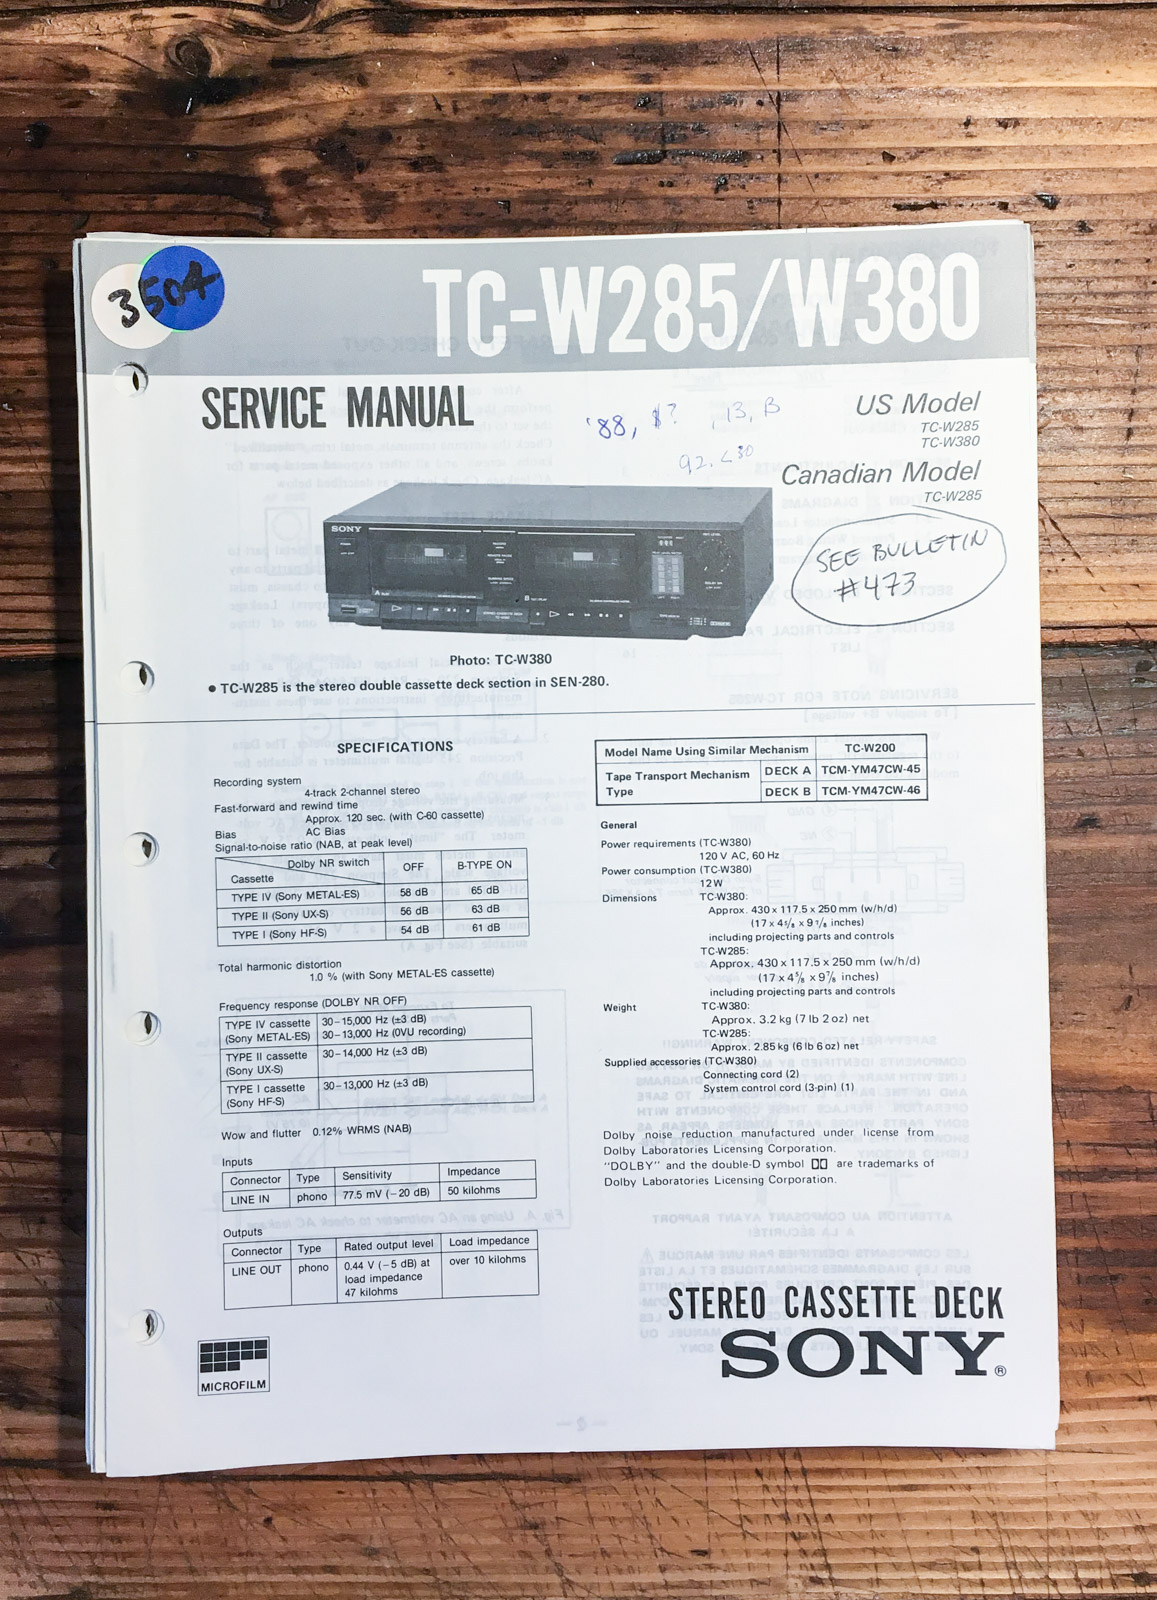 3504
TC-W285/W380
SERVICE MANUAL
'88, $? , 13, B
92. < 30
US Model
TC-W285
TC-W380
Canadian Model
TC-W285
SEE BULLETIN
#473
SONY
Photo: TC-W380
● TC-W285 is the stereo double cassette deck section in SEN-280.
SPECIFICATIONS
Recording system
4-track 2-channel stereo
Fast-forward and rewind time
Approx. 120 sec. (with C-60 cassette)
Bias AC Bias
Signal-to-noise ratio (NAB, at peak level)
Dolby NR switch OFF B-TYPE ON
Cassette
TYPE IV (Sony METAL-ES) 58 dB 65 dB
TYPE II (Sony UX-S) 56 dB 63 dB
TYPE I (Sony HF-S) 54 dB 61 dB
Total harmonic distortion
1.0 % (with Sony METAL-ES cassette)
Frequency response (DOLBY NR OFF)
TYPE IV cassette 30–15,000 Hz (±3 dB)
(Sony METAL-ES) 30–13,000 Hz (0VU recording)
TYPE II cassette 30–14,000 Hz (±3 dB)
(Sony UX-S)
TYPE I cassette 30–13,000 Hz (±3 dB)
(Sony HF-S)
Wow and flutter 0.12% WRMS (NAB)
Inputs
Connector Type Sensitivity Impedance
LINE IN phono 77.5 mV (−20 dB) 50 kilohms
Outputs
Connector Type Rated output level Load impedance
LINE OUT phono 0.44 V (−5 dB) at over 10 kilohms
load impedance
47 kilohms
MICROFILM
Model Name Using Similar Mechanism TC-W200
Tape Transport Mechanism DECK A TCM-YM47CW-45
Type DECK B TCM-YM47CW-46
General
Power requirements (TC-W380)
120 V AC, 60 Hz
Power consumption (TC-W380)
12W
Dimensions TC-W380:
Approx. 430 x 117.5 x 250 mm (w/h/d)
(17 x 4⅝ x 9⅞ inches)
including projecting parts and controls
TC-W285:
Approx. 430 x 117.5 x 250 mm (w/h/d)
(17 x 4⅝ x 9⅞ inches)
including projecting parts and controls
Weight TC-W380:
Approx. 3.2 kg (7 lb 2 oz) net
TC-W285:
Approx. 2.85 kg (6 lb 6 oz) net
Supplied accessories (TC-W380)
Connecting cord (2)
System control cord (3-pin) (1)
Dolby noise reduction manufactured under license from
Dolby Laboratories Licensing Corporation.
"DOLBY" and the double-D symbol are trademarks of
Dolby Laboratories Licensing Corporation.
STEREO CASSETTE DECK
SONY®